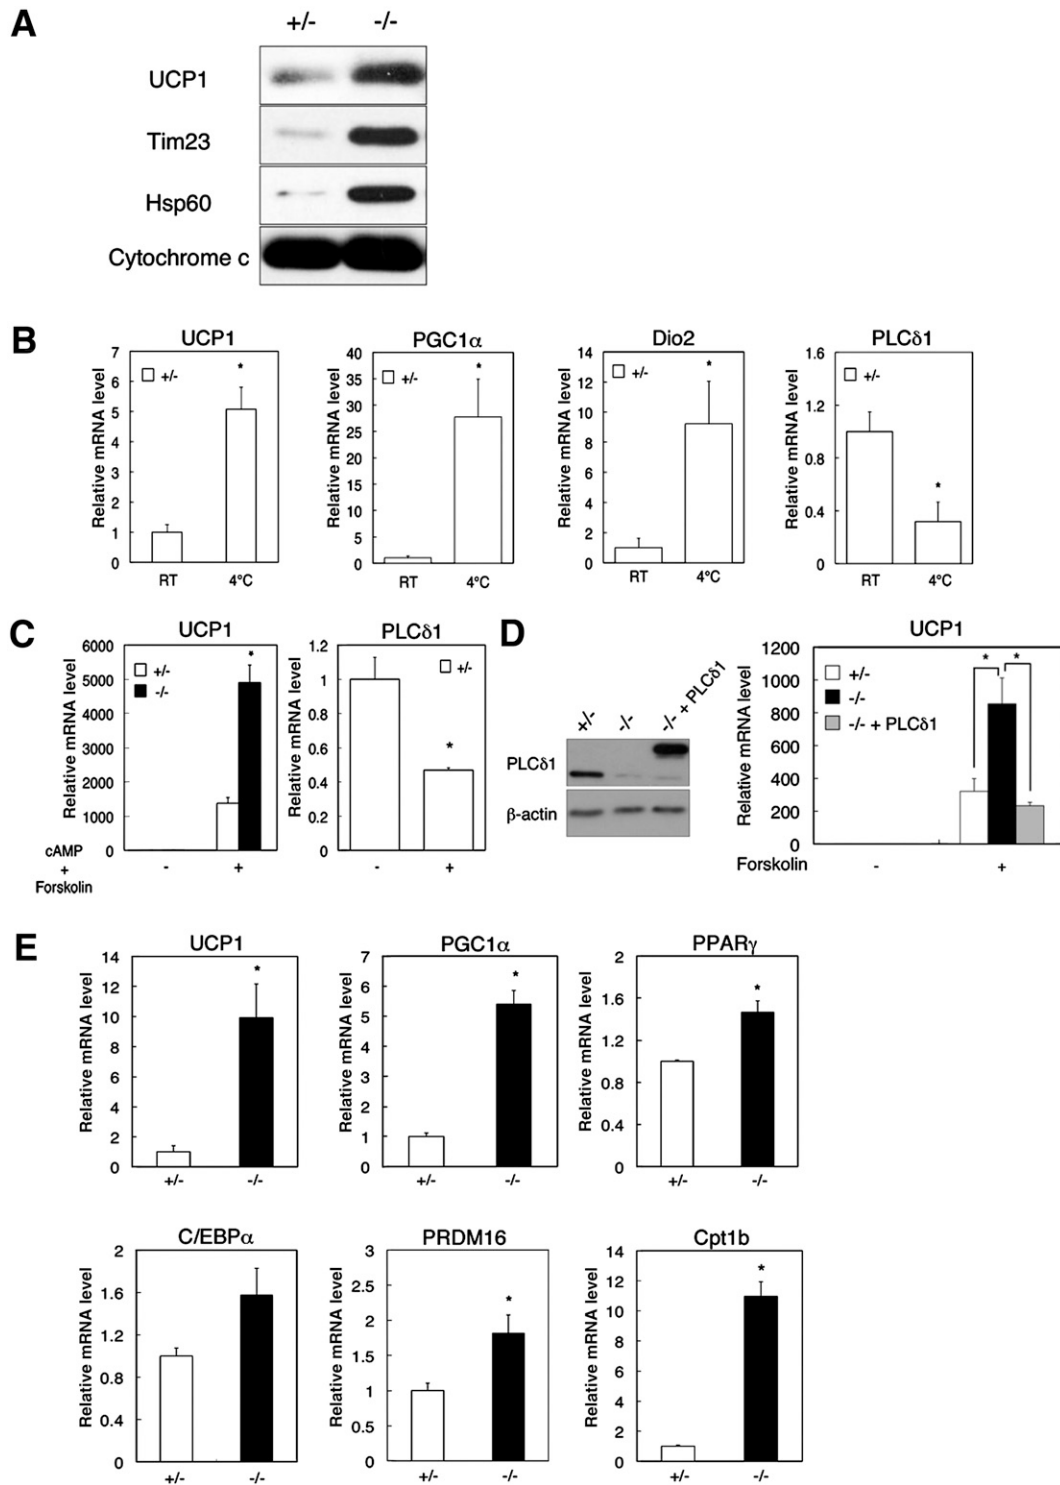 A
+/- -/-
UCP1
Tim23
Hsp60
Cytochrome c
B
UCP1
Relative mRNA level
7
6
5
4
3
2
1
0
+/-
*
RT 4°C
PGC1α
Relative mRNA level
40
35
30
25
20
15
10
5
0
+/-
*
RT 4°C
Dio2
Relative mRNA level
14
12
10
8
6
4
2
0
+/-
*
RT 4°C
PLCδ1
Relative mRNA level
1.6
1.2
0.8
0.4
0
+/-
*
RT 4°C
C
UCP1
Relative mRNA level
6000
5000
4000
3000
2000
1000
0
+/-
-/-
*
cAMP
+
Forskolin
- +
PLCδ1
1.2
1
0.8
0.6
0.4
0.2
0
+/-
*
- +
D
+/- -/- -/- + PLCδ1
PLCδ1
β-actin
UCP1
Relative mRNA level
1200
1000
800
600
400
200
0
+/-
-/-
-/- + PLCδ1
* *
Forskolin - +
E
UCP1
Relative mRNA level
14
12
10
8
6
4
2
0
*
+/- -/-
PGC1α
Relative mRNA level
7
6
5
4
3
2
1
0
*
+/- -/-
PPARγ
Relative mRNA level
2
1.6
1.2
0.8
0.4
0
*
+/- -/-
C/EBPα
Relative mRNA level
2
1.6
1.2
0.8
0.4
0
+/- -/-
PRDM16
Relative mRNA level
3
2.5
2
1.5
1
0.5
0
*
+/- -/-
Cpt1b
Relative mRNA level
14
12
10
8
6
4
2
0
*
+/- -/-